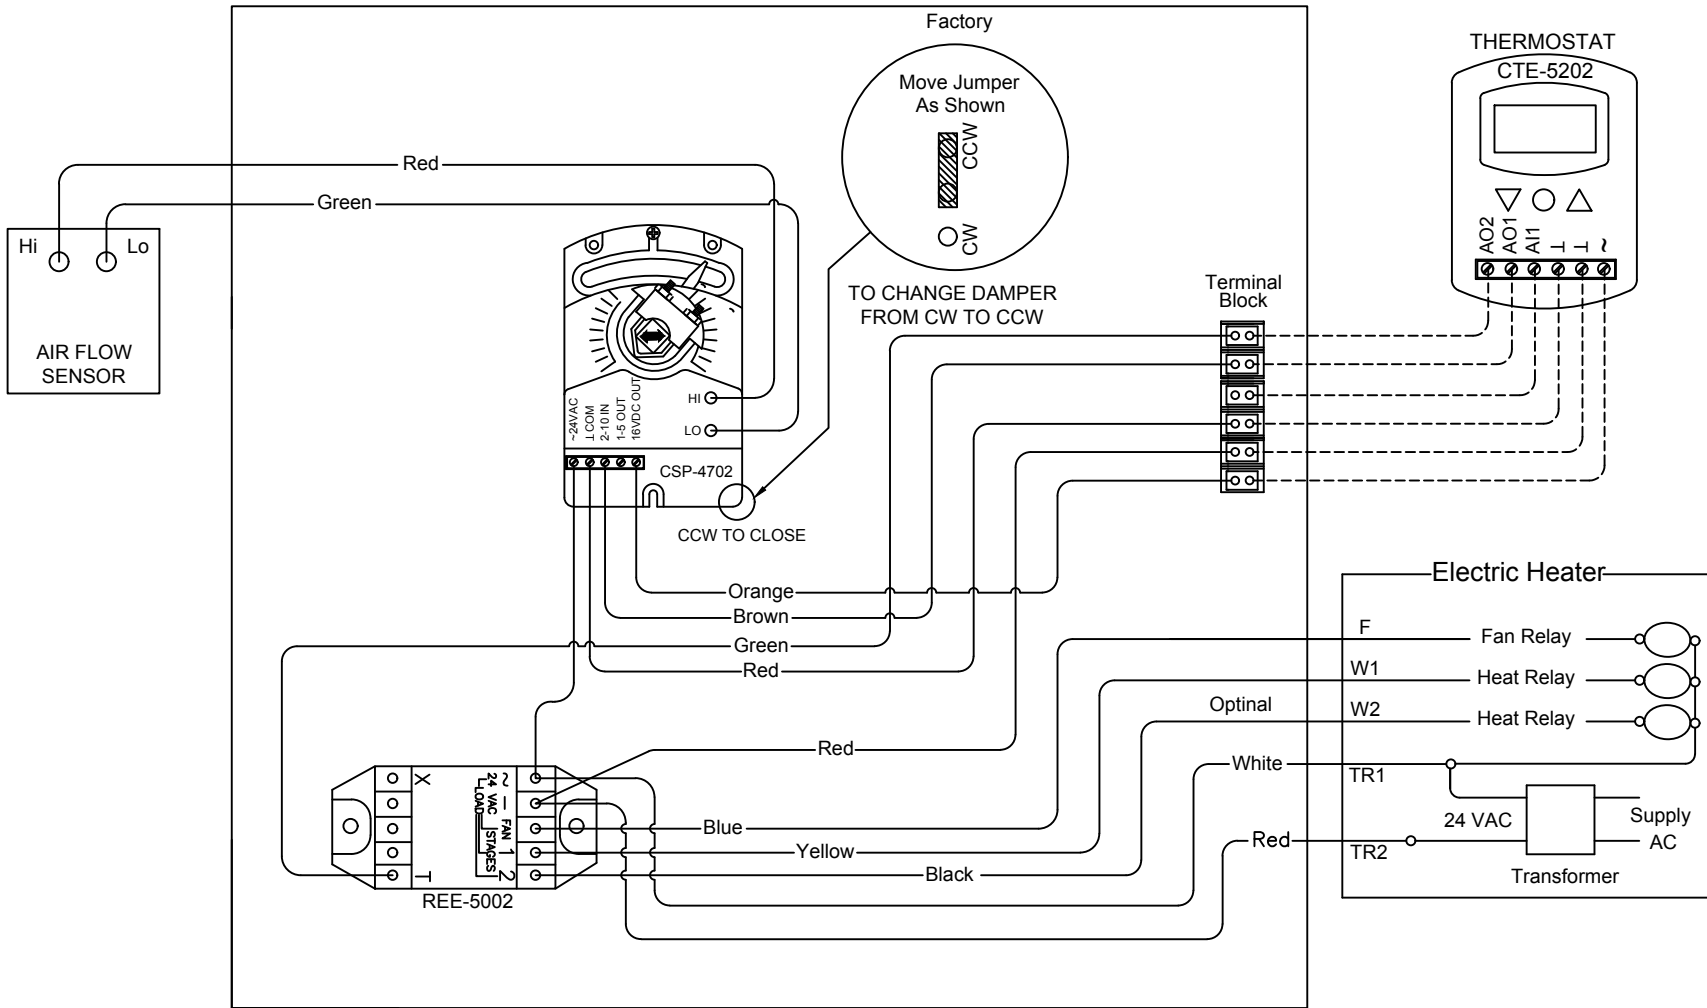 Factory
Move Jumper
As Shown
CCW
CW
TO CHANGE DAMPER
FROM CW TO CCW
THERMOSTAT
CTE-5202
AO2
AO1
AI1
⊥
⊥
~
Terminal
Block
Red
Green
Hi
Lo
AIR FLOW
SENSOR
~24VAC
⊥ COM
2-10 IN
1-5 OUT
16VDC OUT
HI
LO
CSP-4702
CCW TO CLOSE
Orange
Brown
Green
Red
Red
Electric Heater
F
Fan Relay
W1
Heat Relay
Optinal
W2
Heat Relay
White
TR1
24 VAC
Supply
AC
Red
TR2
Transformer
Blue
Yellow
Black
X
T
~
24 VAC
LOAD
FAN
STAGES
1
2
REE-5002